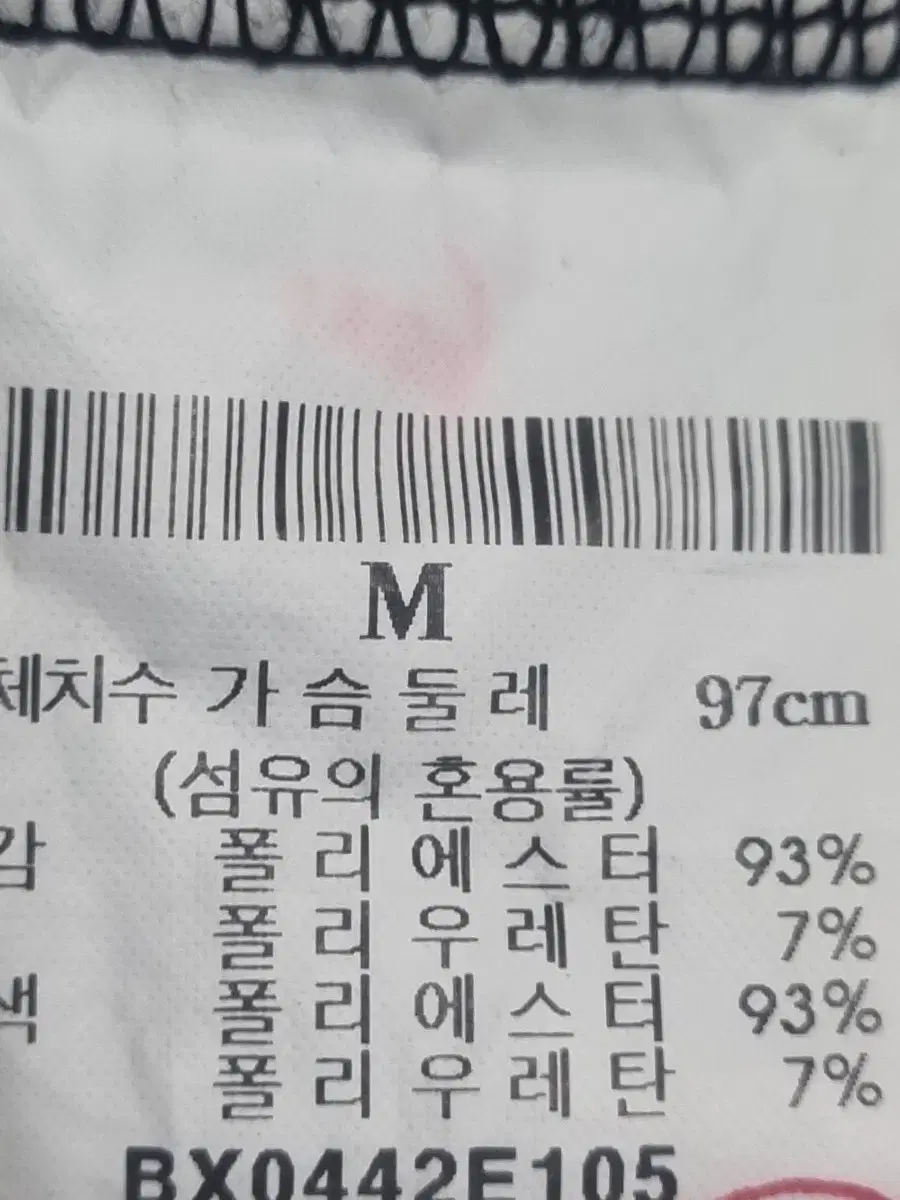 M
체치수 가슴둘레 97cm
(섬유의 혼용률)
감 폴리에스터 93%
폴리우레탄 7%
색 폴리에스터 93%
폴리우레탄 7%
BX0442E105